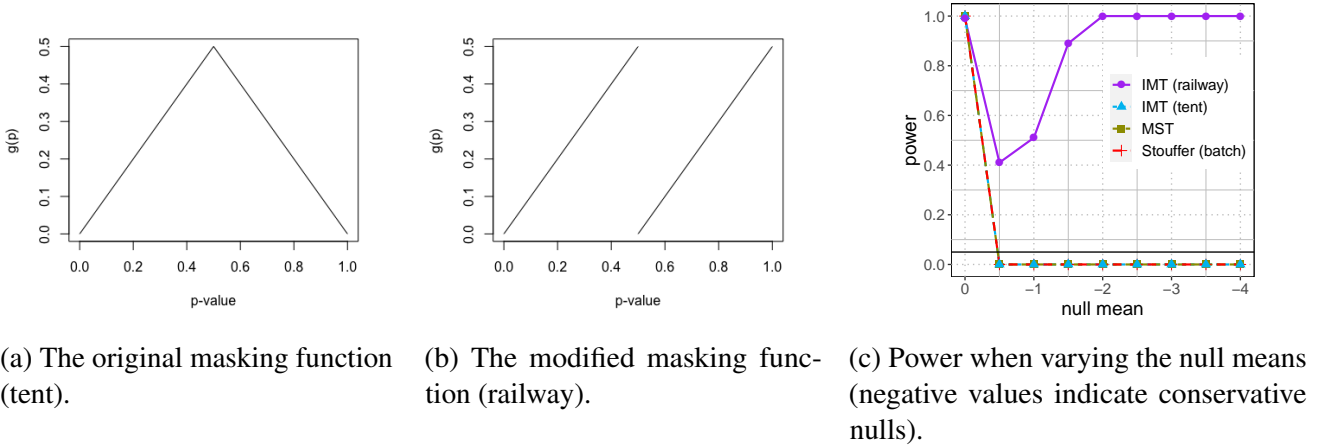 0.0 0.1 0.2 0.3 0.4 0.5
g(p)
0.0 0.2 0.4 0.6 0.8 1.0
p-value
0.0 0.1 0.2 0.3 0.4 0.5
g(p)
0.0 0.2 0.4 0.6 0.8 1.0
p-value
1.0
0.8
0.6
0.4
0.2
0.0
power
IMT (railway)
IMT (tent)
MST
Stouffer (batch)
0 −1 −2 −3 −4
null mean
(a) The original masking function
(tent).
(b) The modified masking func-
tion (railway).
(c) Power when varying the null means
(negative values indicate conservative
nulls).